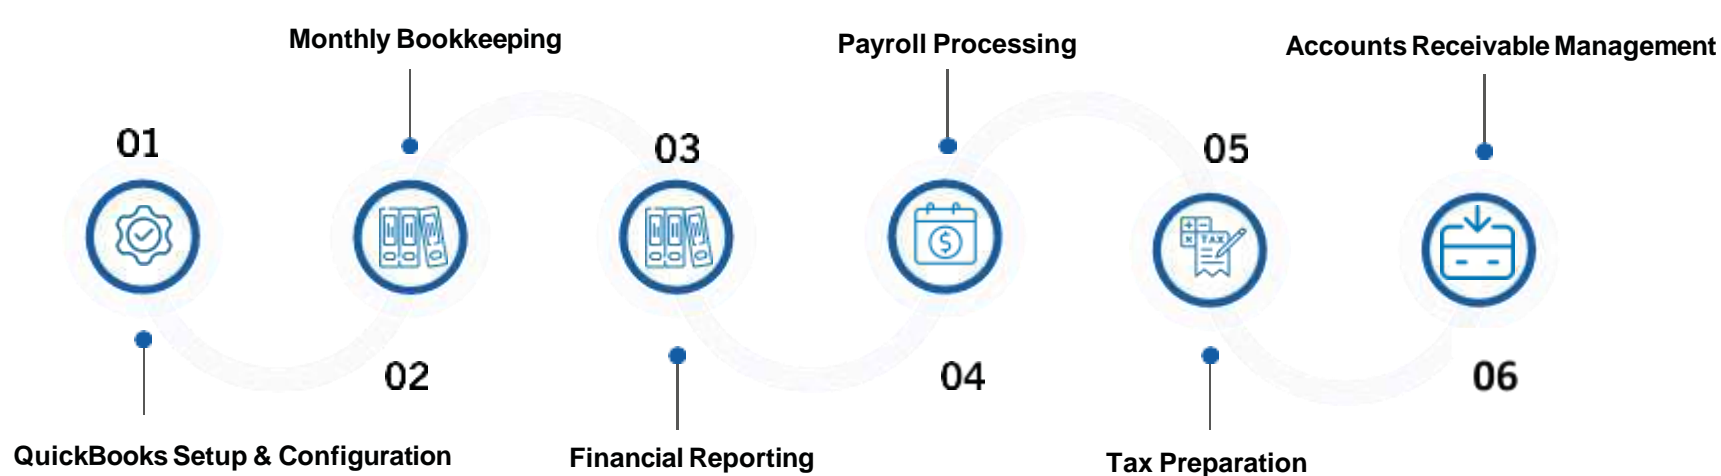 01
QuickBooks Setup & Configuration
Monthly Bookkeeping
02
03
Financial Reporting
Payroll Processing
04
05
TAX
Tax Preparation
Accounts Receivable Management
06